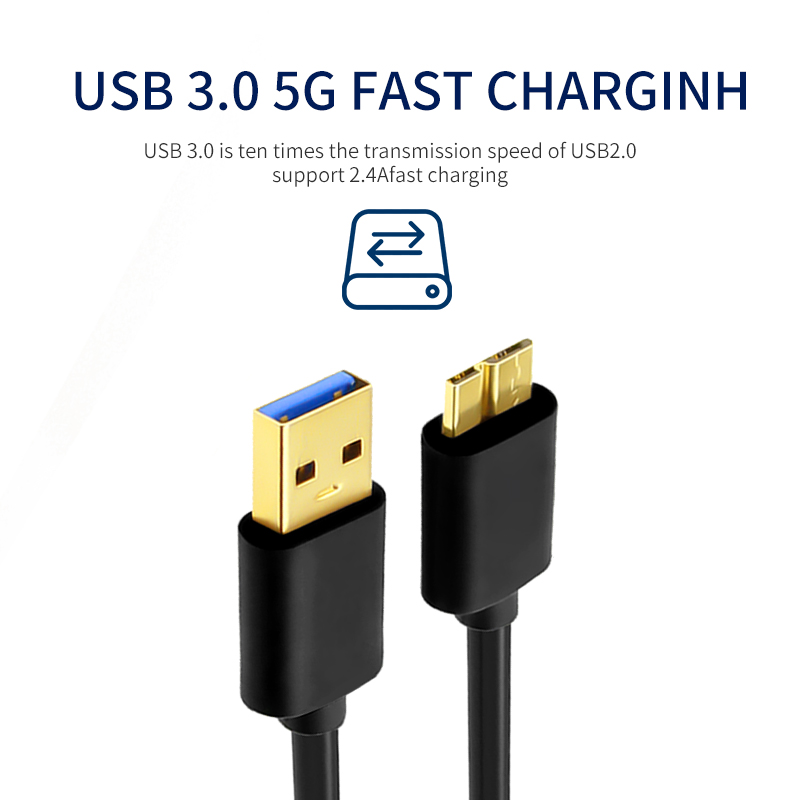 USB 3.0 5G FAST CHARGINH
USB 3.0 is ten times the transmission speed of USB2.0
support 2.4Afast charging